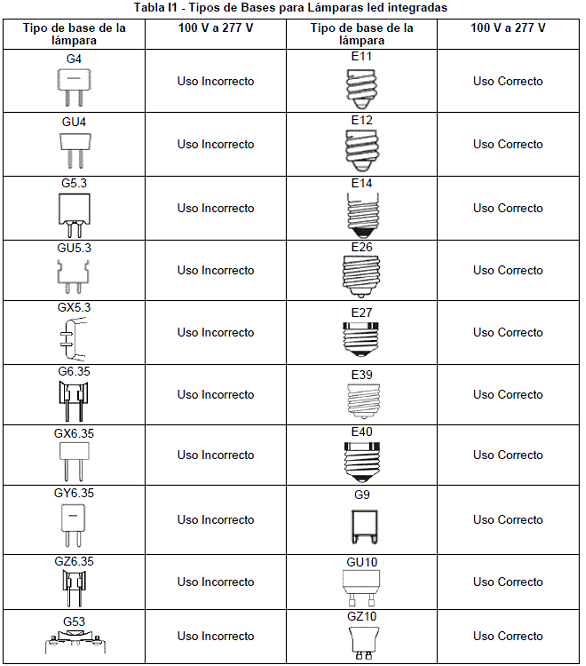 Tabla I1 - Tipos de Bases para Lámparas led integradas
Tipo de base de la lámpara 100 V a 277 V Tipo de base de la lámpara 100 V a 277 V
G4 Uso Incorrecto E11 Uso Correcto
GU4 Uso Incorrecto E12 Uso Correcto
G5.3 Uso Incorrecto E14 Uso Correcto
GU5.3 Uso Incorrecto E26 Uso Correcto
GX5.3 Uso Incorrecto E27 Uso Correcto
G6.35 Uso Incorrecto E39 Uso Correcto
GX6.35 Uso Incorrecto E40 Uso Correcto
GY6.35 Uso Incorrecto G9 Uso Correcto
GZ6.35 Uso Incorrecto GU10 Uso Correcto
G53 Uso Incorrecto GZ10 Uso Correcto